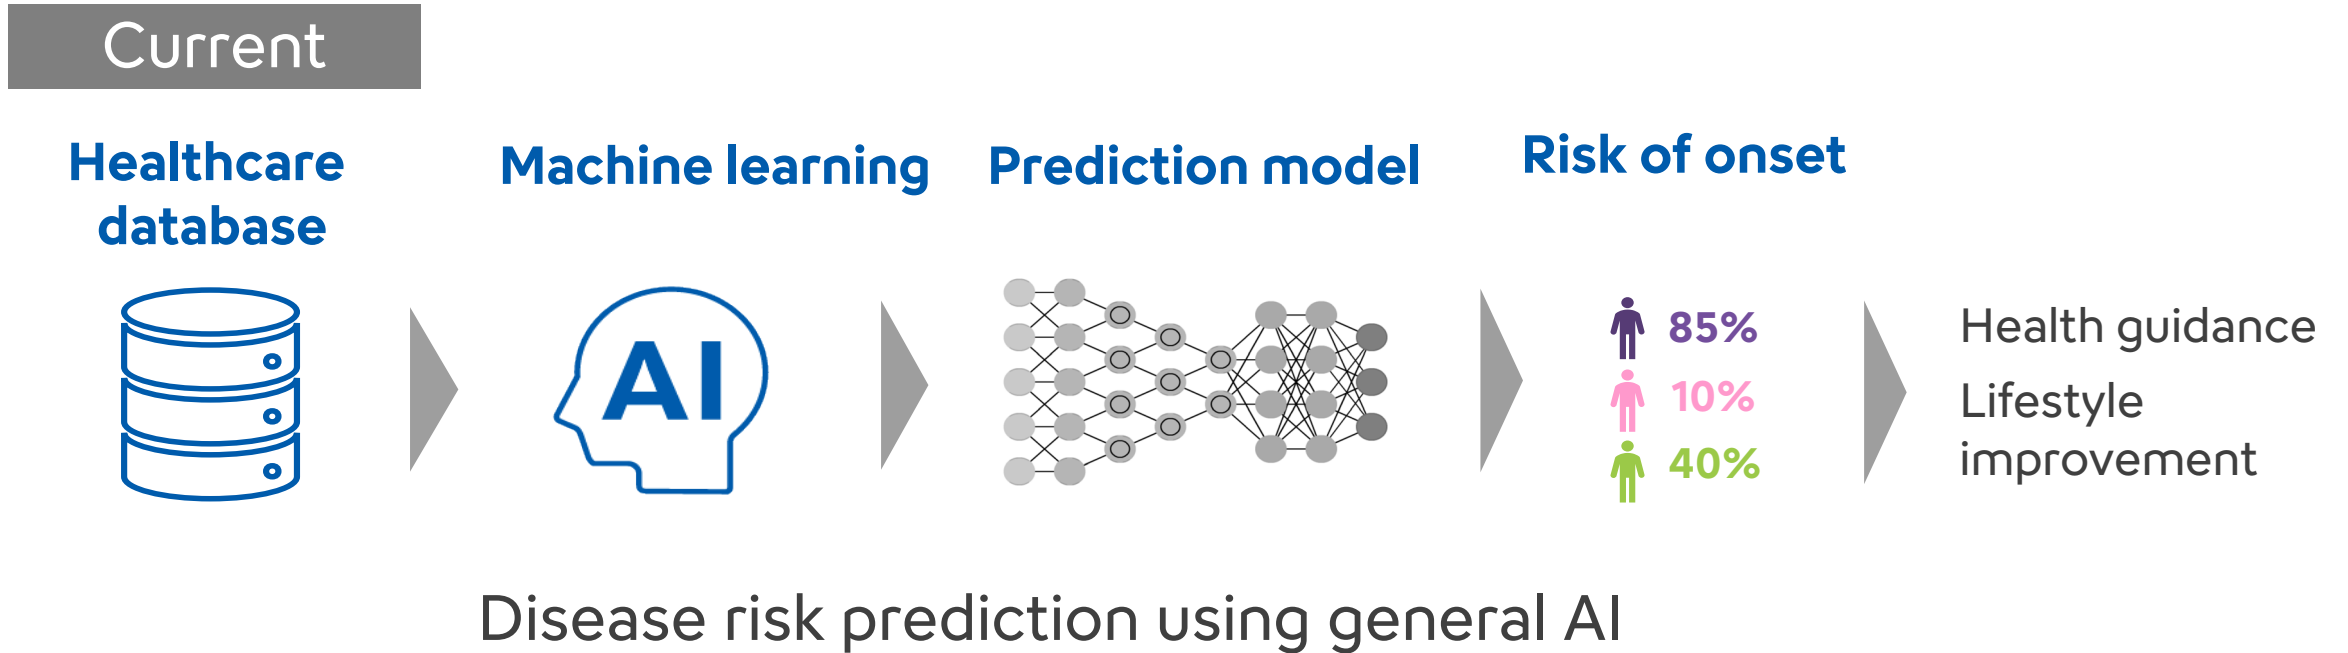 Current
Healthcare
database
Machine learning
Prediction model
Risk of onset
AI
85%
10%
40%
Health guidance
Lifestyle
improvement
Disease risk prediction using general AI